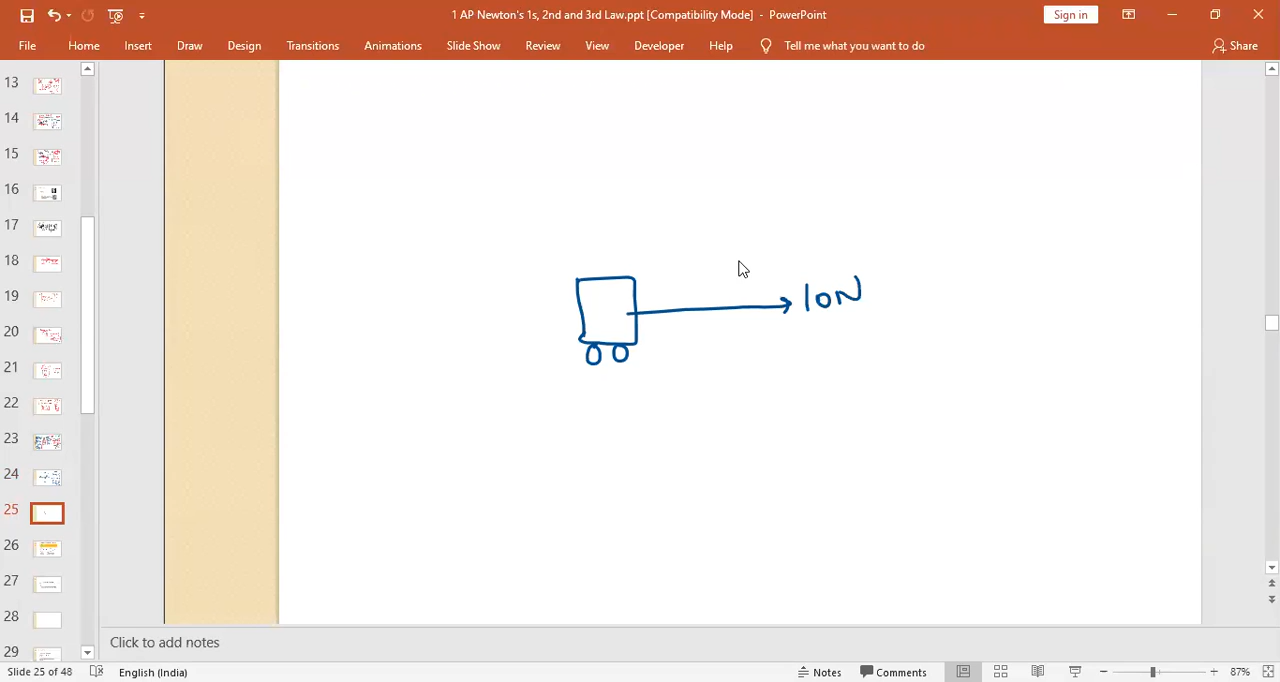 1 AP Newton's 1s, 2nd and 3rd Law.ppt [Compatibility Mode] - PowerPoint
Sign in
File Home Insert Draw Design Transitions Animations Slide Show Review View Developer Help Tell me what you want to do Share
13
14
15
16
17
18
19
20
21
22
23
24
25
26
27
28
29
10N
Click to add notes
Slide 25 of 48 English (India) Notes Comments 87%